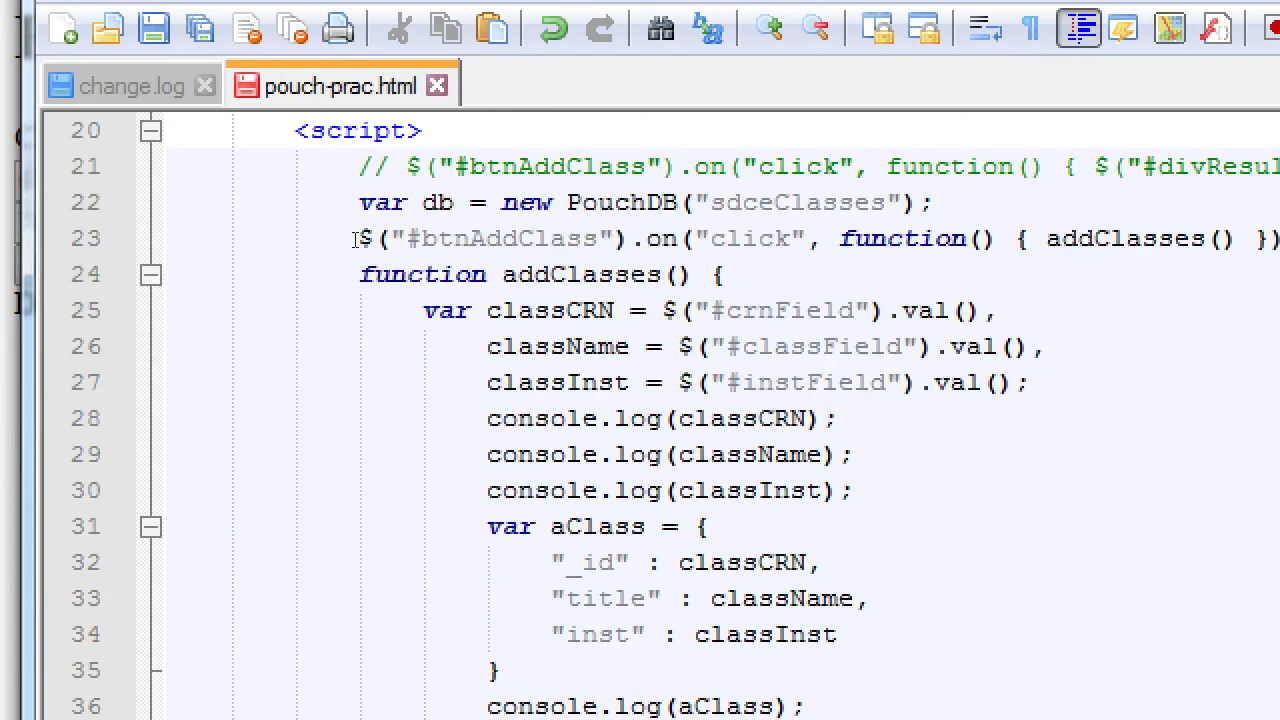 change.log
pouch-prac.html
20 <script>
21 // $("#btnAddClass").on("click", function() { $("#divResul
22 var db = new PouchDB("sdceClasses");
23 $("#btnAddClass").on("click", function() { addClasses() })
24 function addClasses() {
25 var classCRN = $("#crnField").val(),
26 className = $("#classField").val(),
27 classInst = $("#instField").val();
28 console.log(classCRN);
29 console.log(className);
30 console.log(classInst);
31 var aClass = {
32 "_id" : classCRN,
33 "title" : className,
34 "inst" : classInst
35 }
36 console.log(aClass);